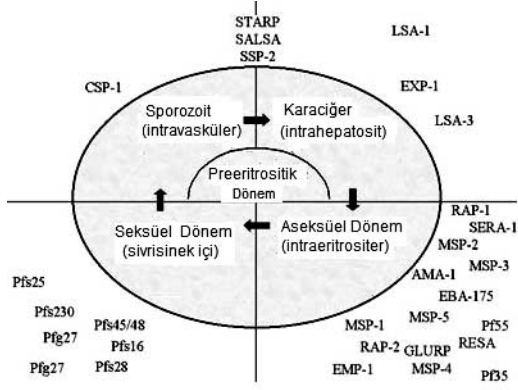 STARP
SALSA
SSP-2
LSA-1
CSP-1
EXP-1
LSA-3
Sporozoit
(intravasküler)
Karaciğer
(intrahepatosit)
Preeritrositik
Dönem
Seksüel Dönem
(sivrisinek içi)
Aseksüel Dönem
(intraeritrositer)
RAP-1
SERA-1
MSP-2
MSP-3
AMA-1
EBA-175
MSP-5
MSP-1
Pf55
RAP-2
GLURP
RESA
EMP-1
MSP-4
Pf35
Pfs25
Pfs230
Pfs45/48
Pfg27
Pfs16
Pfg27
Pfs28